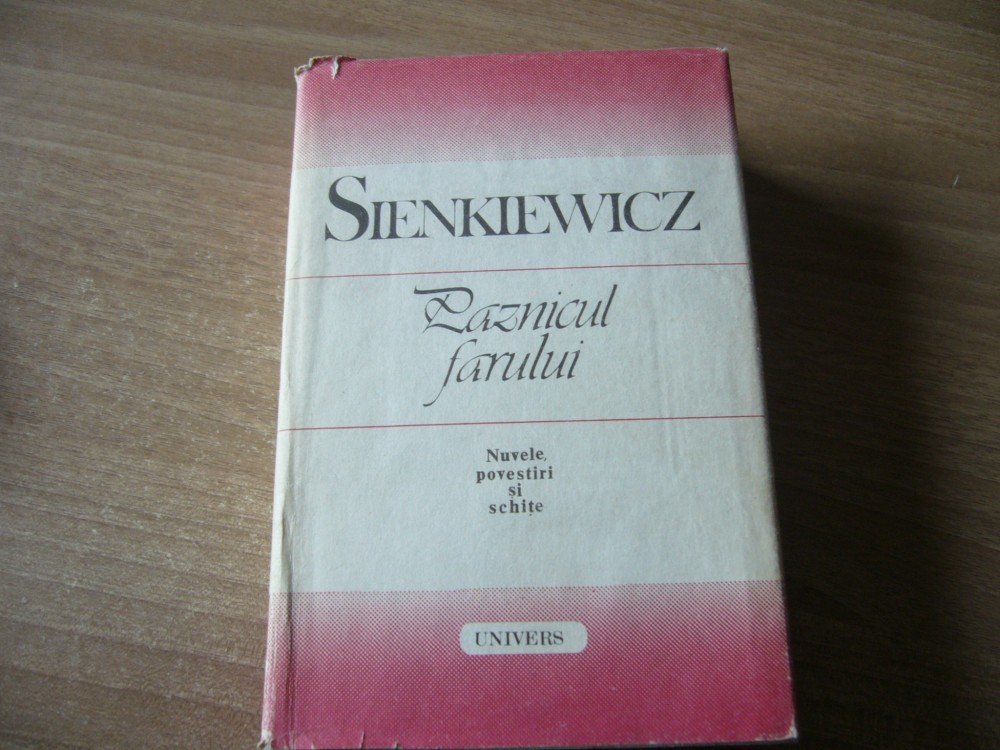 SIENKIEWICZ
Paznicul
farului
Nuvele,
povestiri
și
schițe
UNIVERS